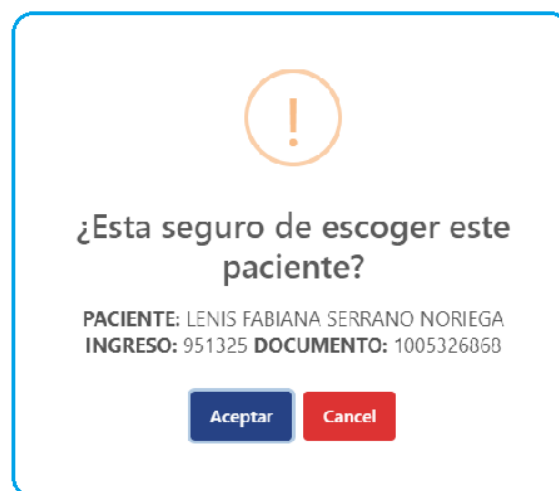 ¿Esta seguro de escoger este
paciente?
PACIENTE: LENIS FABIANA SERRANO NORIEGA
INGRESO: 951325 DOCUMENTO: 1005326868
Aceptar
Cancel